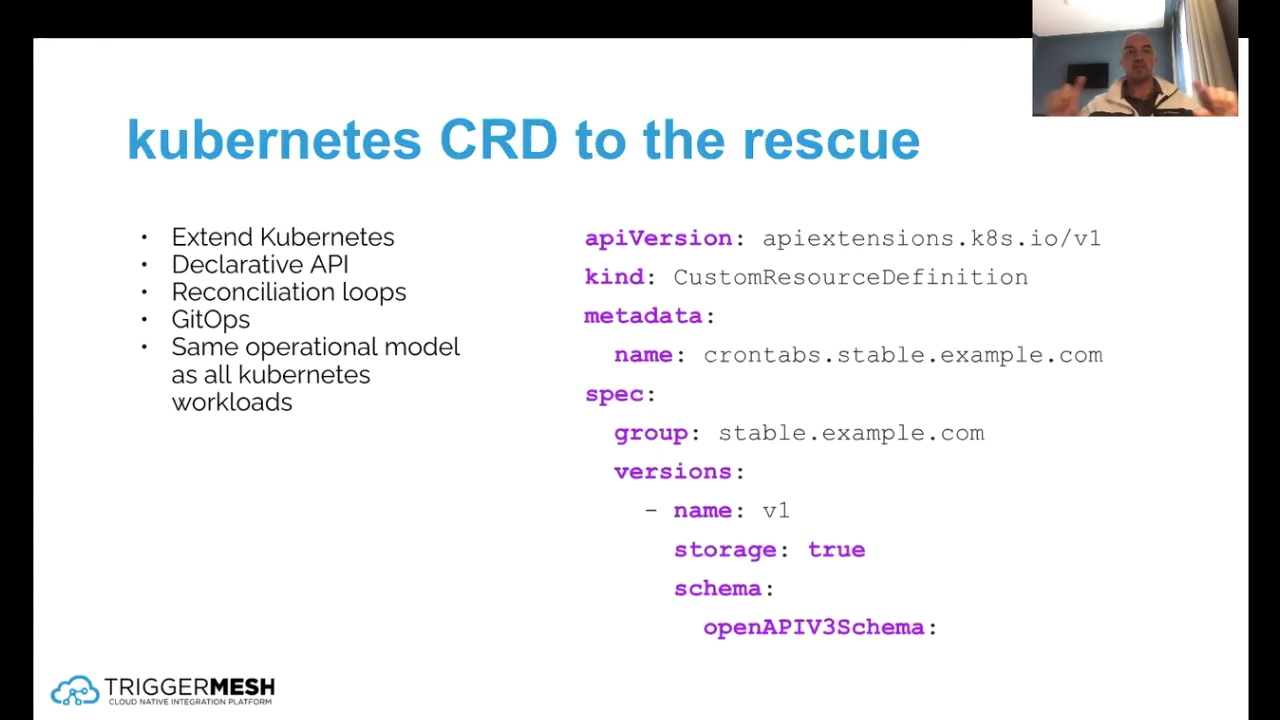 kubernetes CRD to the rescue
• Extend Kubernetes
• Declarative API
• Reconciliation loops
• GitOps
• Same operational model
as all kubernetes
workloads
apiVersion: apiextensions.k8s.io/v1
kind: CustomResourceDefinition
metadata:
  name: crontabs.stable.example.com
spec:
  group: stable.example.com
  versions:
    - name: v1
      storage: true
      schema:
        openAPIV3Schema:
TRIGGERMESH
CLOUD NATIVE INTEGRATION PLATFORM